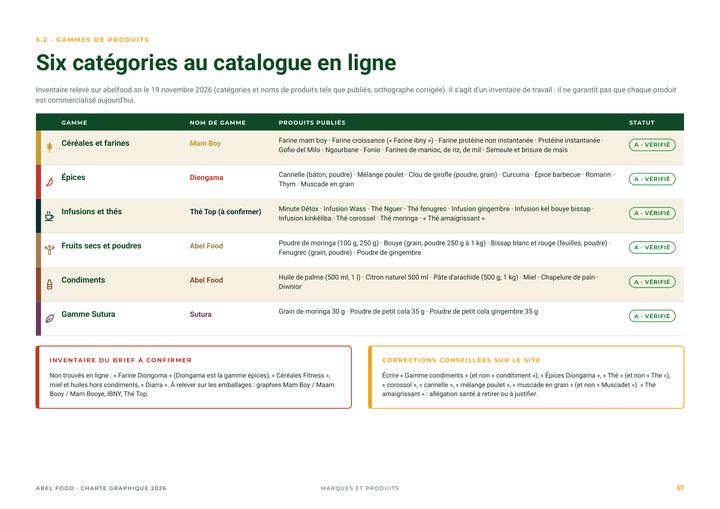 5.2 - GAMMES DE PRODUITS
Six catégories au catalogue en ligne
Inventaire relevé sur abelfood.sn le 19 novembre 2026 (catégories et noms de produits tels que publiés, orthographe corrigée). Il s'agit d'un inventaire de travail : il ne garantit pas que chaque produit
est commercialisé aujourd'hui.
GAMME NOM DE GAMME PRODUITS PUBLIÉS STATUT
Céréales et farines Mam Boy Farine mam boy · Farine croissance (« Farine ibny ») · Farine protéine non instantanée · Protéine instantanée · A - VÉRIFIÉ
Gofio del Milo · Ngourbane · Fonio · Farines de manioc, de riz, de mil · Semoule et brisure de maïs
Épices Diongama Cannelle (bâton, poudre) · Mélange poulet · Clou de girofle (poudre, grain) · Curcuma · Épice barbecue · Romarin · A - VÉRIFIÉ
Thym · Muscade en grain
Infusions et thés Thé Top (à confirmer) Minute Détox · Infusion Wass · Thé Nguer · Thé fenugrec · Infusion gingembre · Infusion kel bouye bissap · A - VÉRIFIÉ
Infusion kinkéliba · Thé corossol · Thé moringa · « Thé amaigrissant »
Fruits secs et poudres Abel Food Poudre de moringa (100 g, 250 g) · Bouye (grain, poudre 250 g à 1 kg) · Bissap blanc et rouge (feuilles, poudre) · A - VÉRIFIÉ
Fenugrec (grain, poudre) · Poudre de gingembre
Condiments Abel Food Huile de palme (500 ml, 1 l) · Citron naturel 500 ml · Pâte d'arachide (500 g, 1 kg) · Miel · Chapelure de pain · A - VÉRIFIÉ
Diwnior
Gamme Sutura Sutura Grain de moringa 30 g · Poudre de petit cola 35 g · Poudre de petit cola gingembre 35 g A - VÉRIFIÉ
INVENTAIRE DU BRIEF À CONFIRMER
Non trouvés en ligne : « Farine Diongoma » (Diongama est la gamme épices), « Céréales Fitness »,
miel et huiles hors condiments, « Diarra ». À relever sur les emballages : graphies Mam Boy / Maam
Booy / Mam Booye, IBNY, Thé Top.
CORRECTIONS CONSEILLÉES SUR LE SITE
Écrire « Gamme condiments » (et non « conditiment »), « Épices Diongama », « Thé » (et non « The »),
« corossol », « cannelle », « mélange poulet », « muscade en grain » (et non « Muscadet »). « Thé
amaigrissant » : allégation santé à retirer ou à justifier.
ABEL FOOD · CHARTE GRAPHIQUE 2026 MARQUES ET PRODUITS 37